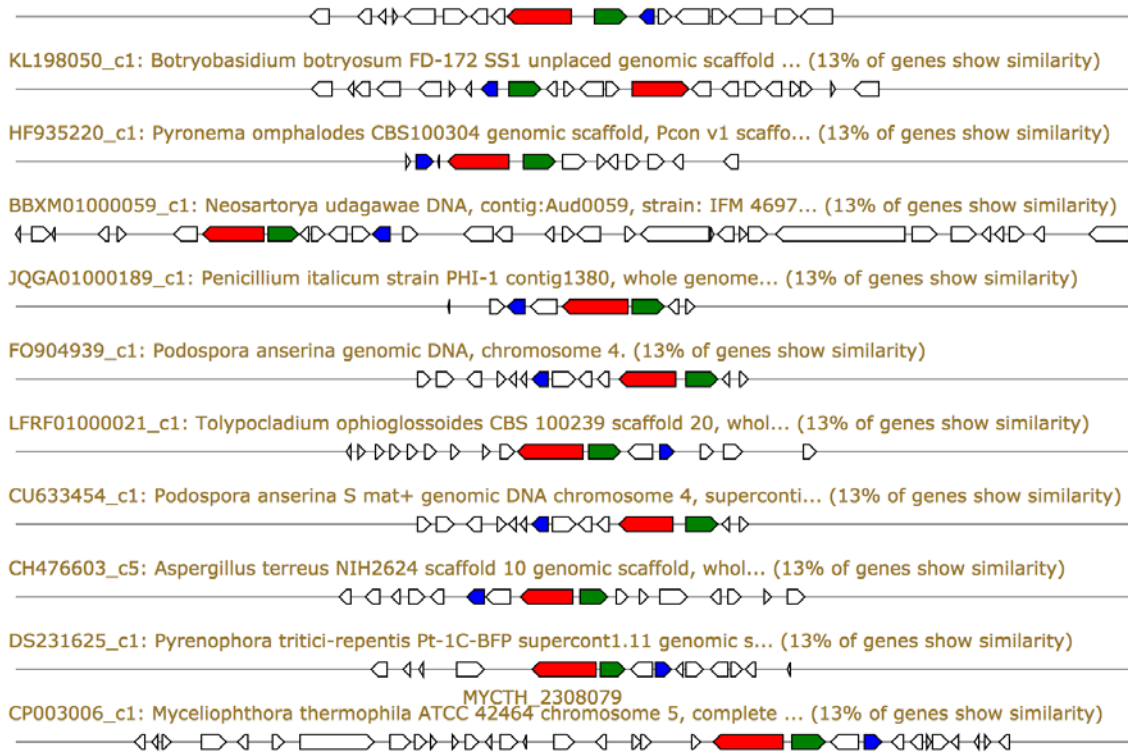 KL198050_c1: Botryobasidium botryosum FD-172 SS1 unplaced genomic scaffold ... (13% of genes show similarity)
HF935220_c1: Pyronema omphalodes CBS100304 genomic scaffold, Pcon v1 scaffo... (13% of genes show similarity)
BBXM01000059_c1: Neosartorya udagawae DNA, contig:Aud0059, strain: IFM 4697... (13% of genes show similarity)
JQGA01000189_c1: Penicillium italicum strain PHI-1 contig1380, whole genome... (13% of genes show similarity)
FO904939_c1: Podospora anserina genomic DNA, chromosome 4. (13% of genes show similarity)
LFRF01000021_c1: Tolypocladium ophioglossoides CBS 100239 scaffold 20, whol... (13% of genes show similarity)
CU633454_c1: Podospora anserina S mat+ genomic DNA chromosome 4, superconti... (13% of genes show similarity)
CH476603_c5: Aspergillus terreus NIH2624 scaffold 10 genomic scaffold, whol... (13% of genes show similarity)
DS231625_c1: Pyrenophora tritici-repentis Pt-1C-BFP supercont1.11 genomic s... (13% of genes show similarity)
MYCTH_2308079
CP003006_c1: Myceliophthora thermophila ATCC 42464 chromosome 5, complete ... (13% of genes show similarity)